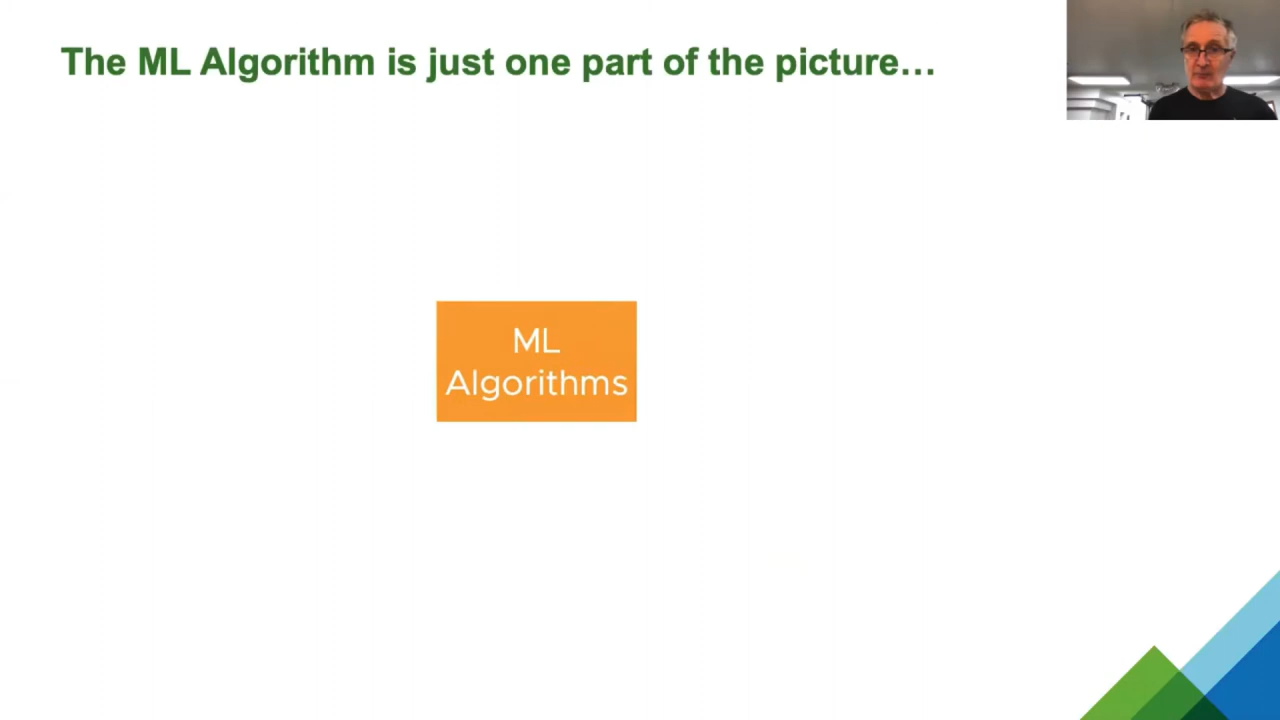 The ML Algorithm is just one part of the picture…
ML
Algorithms